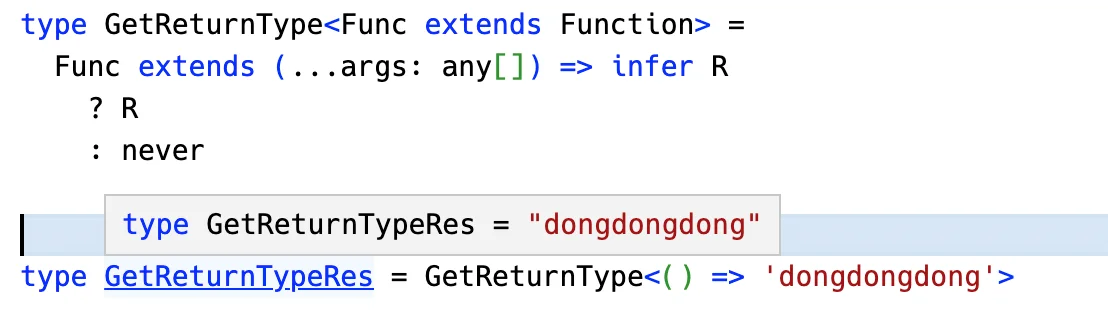 type GetReturnType<Func extends Function> =
  Func extends (...args: any[]) => infer R
    ? R
    : never
type GetReturnTypeRes = "dongdongdong"
type GetReturnTypeRes = GetReturnType<() => 'dongdongdong'>